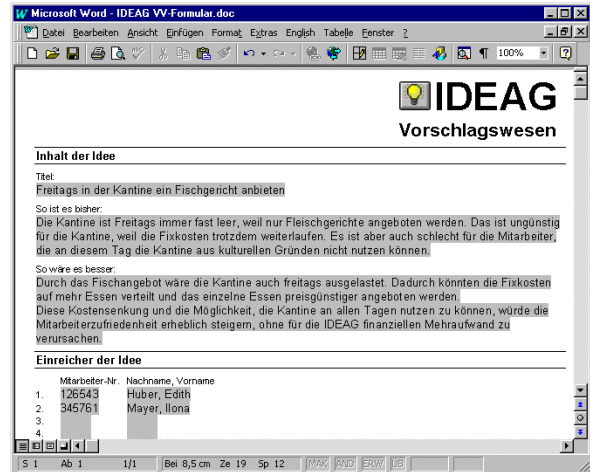 Microsoft Word - IDEAG VV-Formular.doc
Datei Bearbeiten Ansicht Einfügen Format Extras English Tabelle Fenster ?
100%
IDEAG
Vorschlagswesen
Inhalt der Idee
Titel:
Freitags in der Kantine ein Fischgericht anbieten
So ist es bisher:
Die Kantine ist Freitags immer fast leer, weil nur Fleischgerichte angeboten werden. Das ist ungünstig
für die Kantine, weil die Fixkosten trotzdem weiterlaufen. Es ist aber auch schlecht für die Mitarbeiter,
die an diesem Tag die Kantine aus kulturellen Gründen nicht nutzen können.
So wäre es besser:
Durch das Fischangebot wäre die Kantine auch freitags ausgelastet. Dadurch könnten die Fixkosten
auf mehr Essen verteilt und das einzelne Essen preisgünstiger angeboten werden.
Diese Kostensenkung und die Möglichkeit, die Kantine an allen Tagen nutzen zu können, würde die
Mitarbeiterzufriedenheit erheblich steigern, ohne für die IDEAG finanziellen Mehraufwand zu
verursachen.
Einreicher der Idee
Mitarbeiter-Nr. Nachname, Vorname
1. 126543 Huber, Edith
2. 345761 Mayer, Ilona
3.
4.
S 1 Ab 1 1/1 Bei 8,5 cm Ze 19 Sp 12 MAK ÄND ERW ÜB